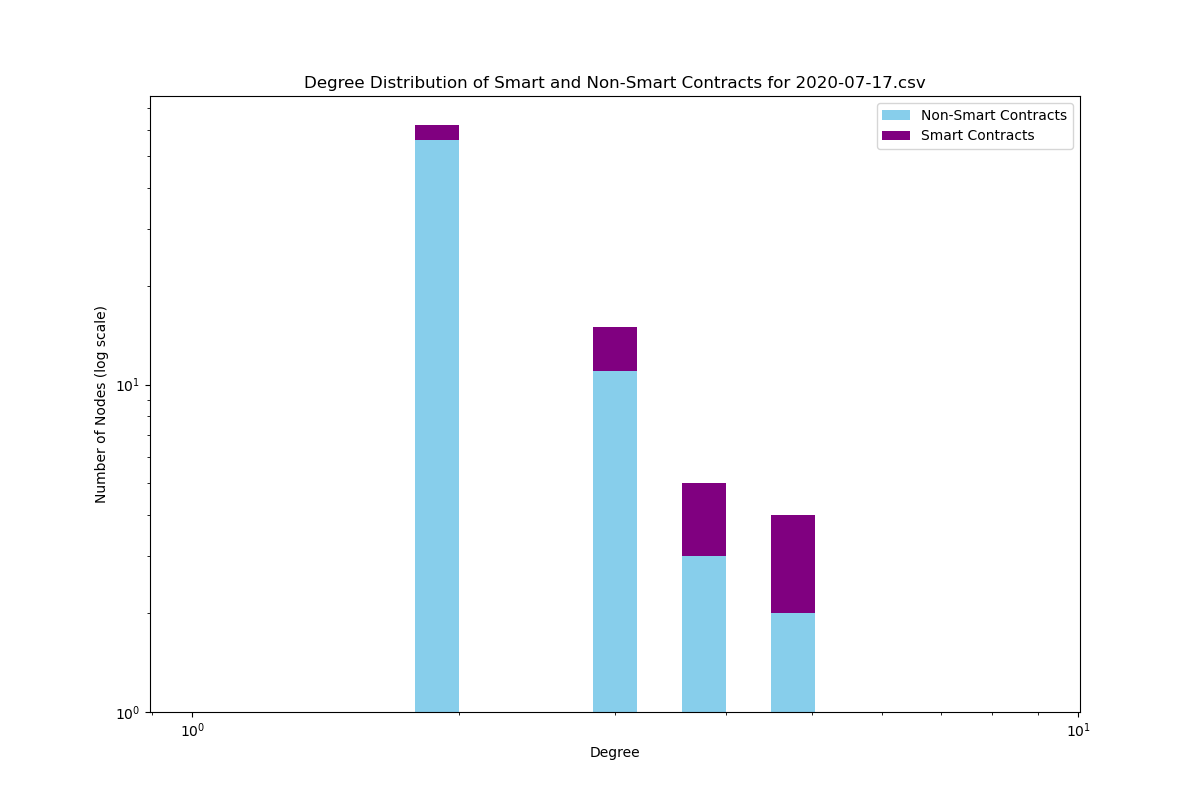 Degree Distribution of Smart and Non-Smart Contracts for 2020-07-17.csv
Non-Smart Contracts
Smart Contracts
Number of Nodes (log scale)
10¹
10⁰
10⁰
10¹
Degree